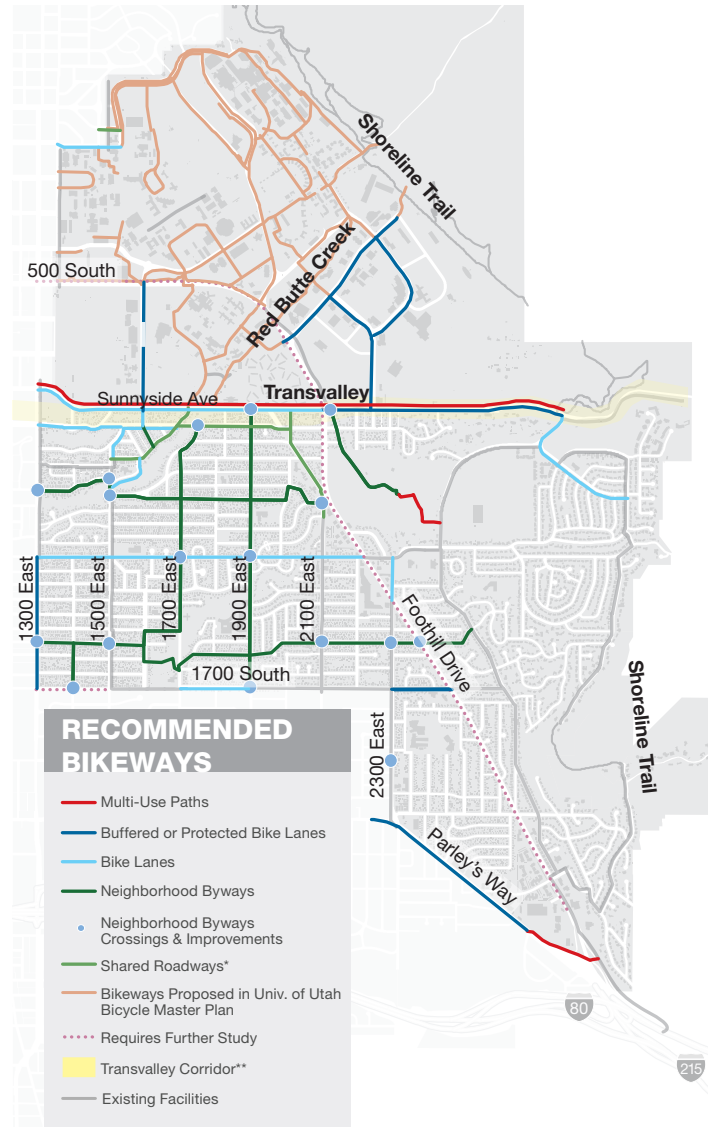 Shoreline Trail
500 South
Red Butte Creek
Sunnyside Ave
Transvalley
1300 East
1500 East
1700 East
1900 East
2100 East
Foothill Drive
1700 South
Shoreline Trail
2300 East
Parley's Way
80
215
RECOMMENDED
BIKEWAYS
Multi-Use Paths
Buffered or Protected Bike Lanes
Bike Lanes
Neighborhood Byways
Neighborhood Byways
Crossings & Improvements
Shared Roadways*
Bikeways Proposed in Univ. of Utah
Bicycle Master Plan
Requires Further Study
Transvalley Corridor**
Existing Facilities